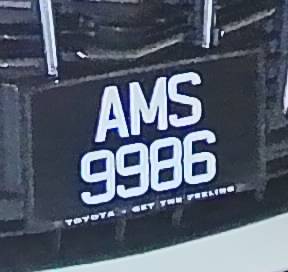 AMS
9986
TOYOTA - GET THE FEELING